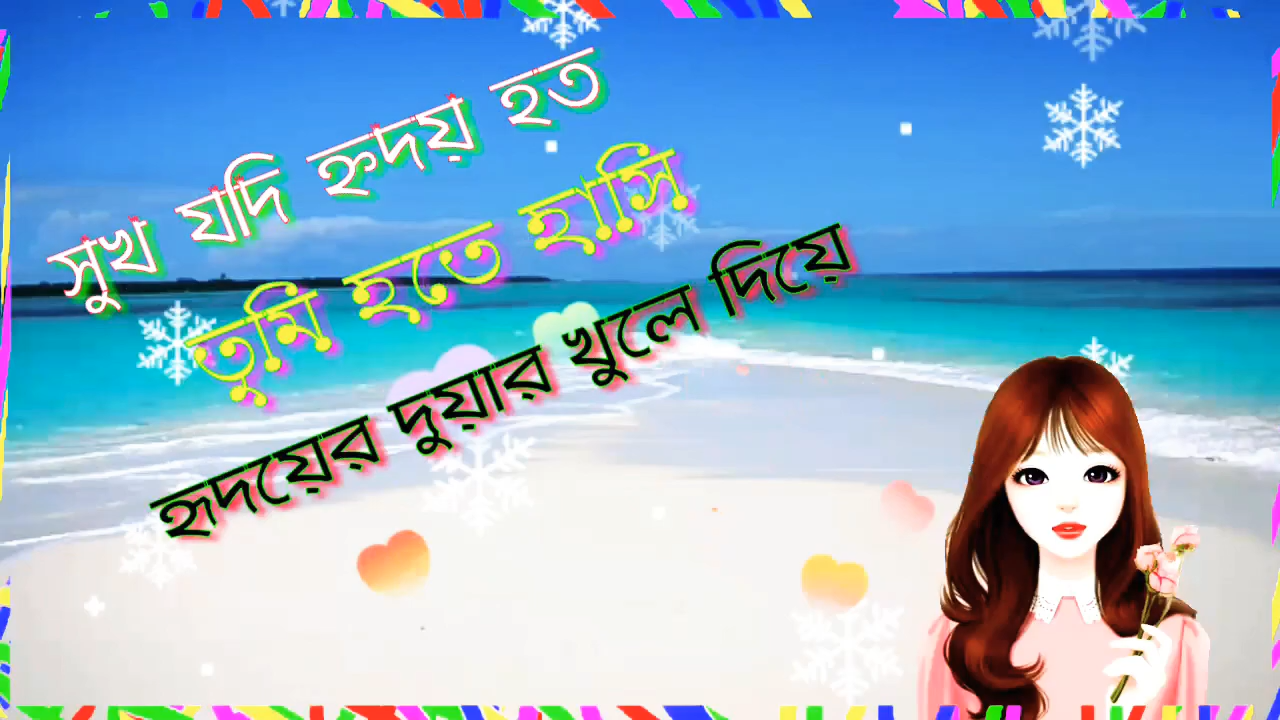 সুখ যদি হৃদয় হত
তুমি হতে হাসি
হৃদয়ের দুয়ার খুলে দিয়ে